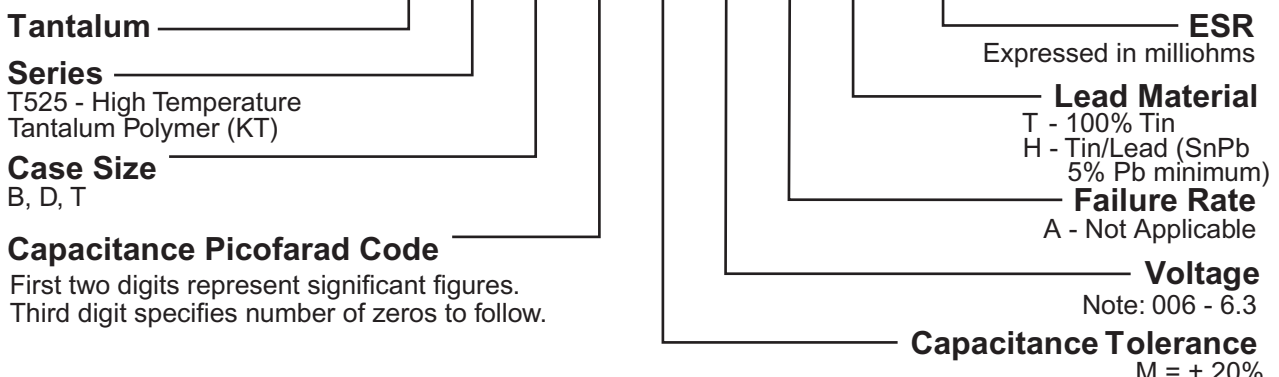 Tantalum
Series
T525 - High Temperature
Tantalum Polymer (KT)
Case Size
B, D, T
Capacitance Picofarad Code
First two digits represent significant figures.
Third digit specifies number of zeros to follow.
ESR
Expressed in milliohms
Lead Material
T - 100% Tin
H - Tin/Lead (SnPb
5% Pb minimum)
Failure Rate
A - Not Applicable
Voltage
Note: 006 - 6.3
Capacitance Tolerance
M = ± 20%